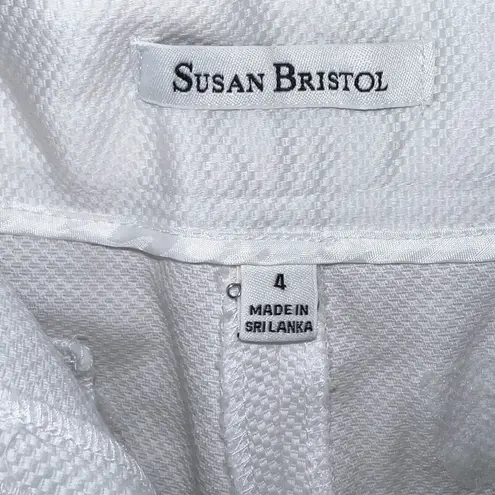 SUSAN BRISTOL
4
MADE IN
SRI LANKA